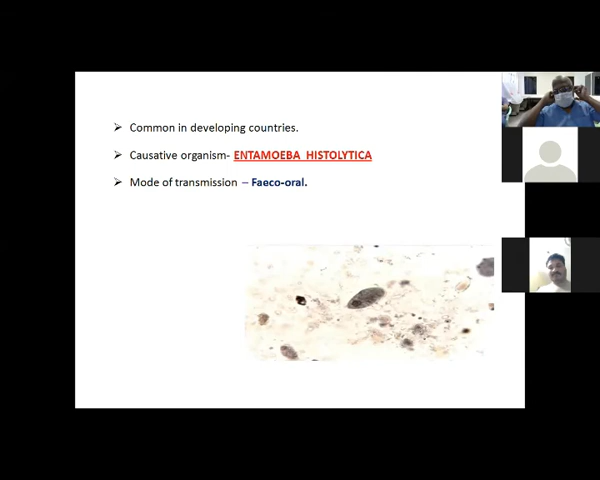 ➢ Common in developing countries.
➢ Causative organism- ENTAMOEBA HISTOLYTICA
➢ Mode of transmission – Faeco-oral.